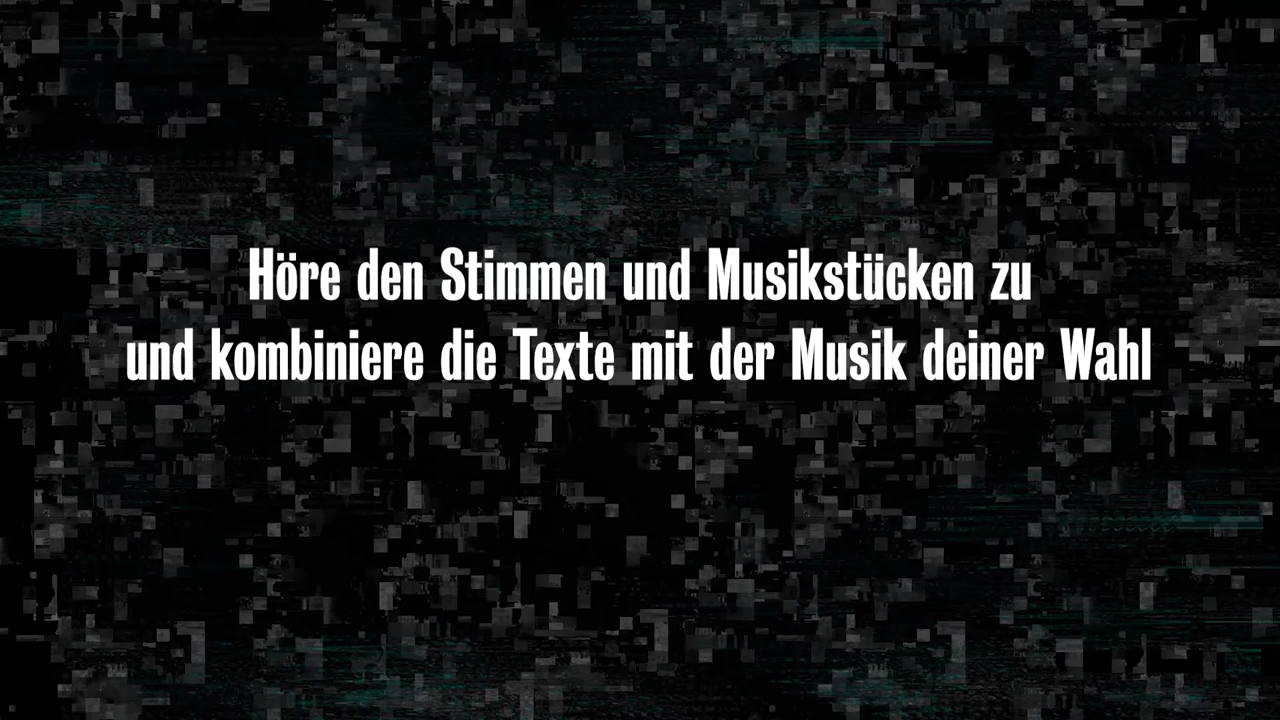 Höre den Stimmen und Musikstücken zu
und kombiniere die Texte mit der Musik deiner Wahl